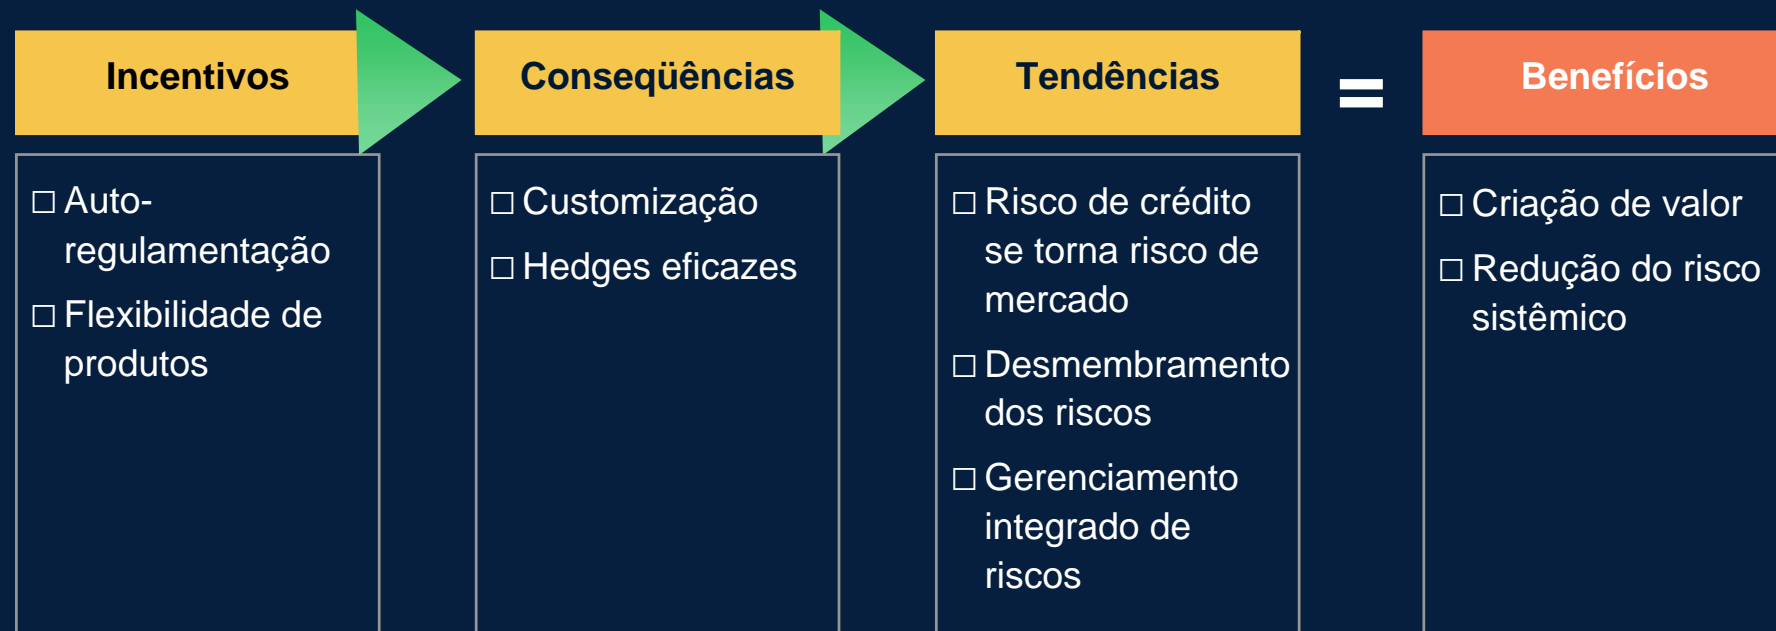 Incentivos
Conseqüências
Tendências
=
Benefícios
□ Auto-
regulamentação
□ Flexibilidade de
produtos
□ Customização
□ Hedges eficazes
□ Risco de crédito
se torna risco de
mercado
□ Desmembramento
dos riscos
□ Gerenciamento
integrado de
riscos
□ Criação de valor
□ Redução do risco
sistêmico